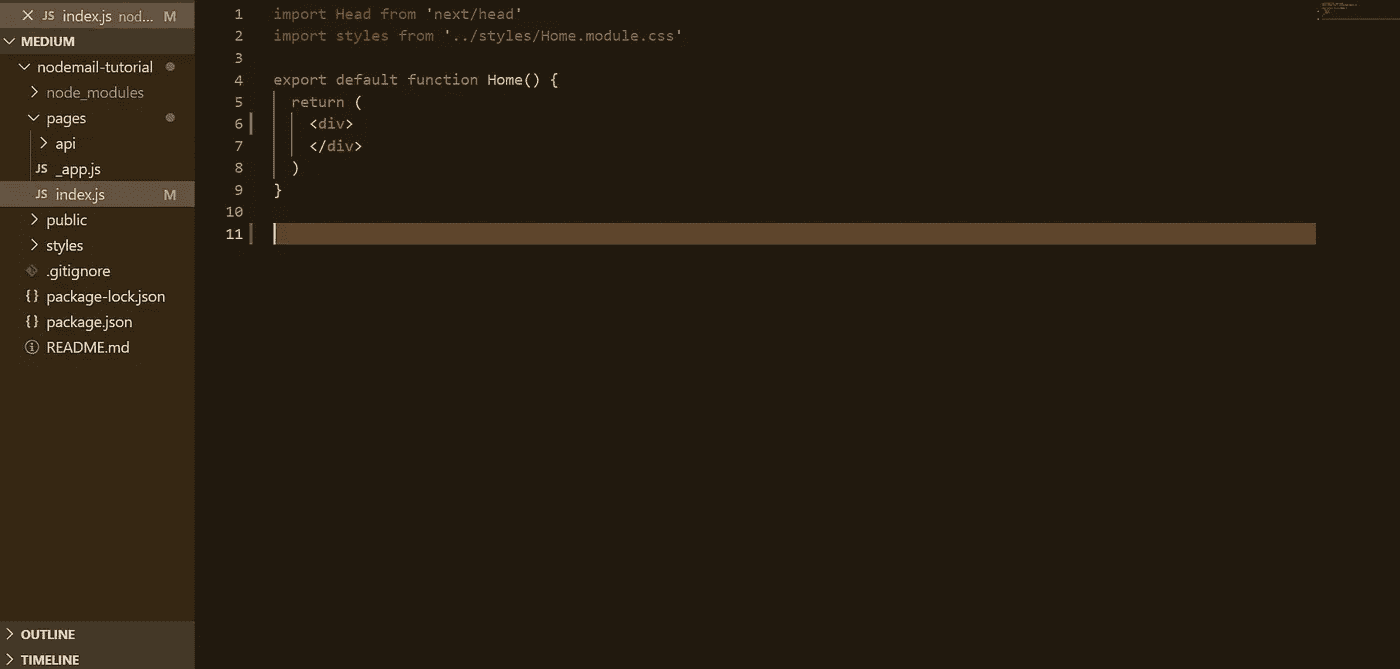 JS index.js nod... M
MEDIUM
nodemail-tutorial
node_modules
pages
api
JS _app.js
JS index.js M
public
styles
.gitignore
{} package-lock.json
{} package.json
README.md
OUTLINE
TIMELINE
1 import Head from 'next/head'
2 import styles from '../styles/Home.module.css'
3
4 export default function Home() {
5 return (
6 <div>
7 </div>
8 )
9 }
10
11